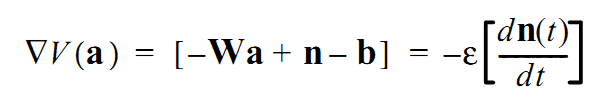 ∇V(a) = [–Wa + n – b] = –ε[dn(t)/dt]